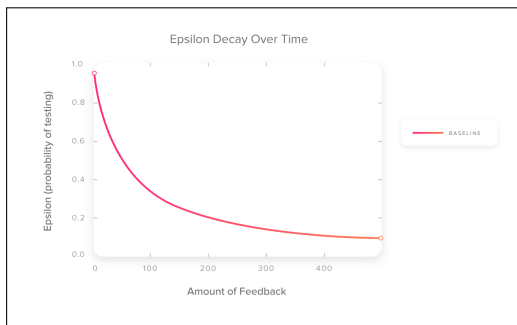 Epsilon Decay Over Time
Epsilon (probability of testing)
1.0
0.8
0.6
0.4
0.2
0.0
0 100 200 300 400
Amount of Feedback
BASELINE